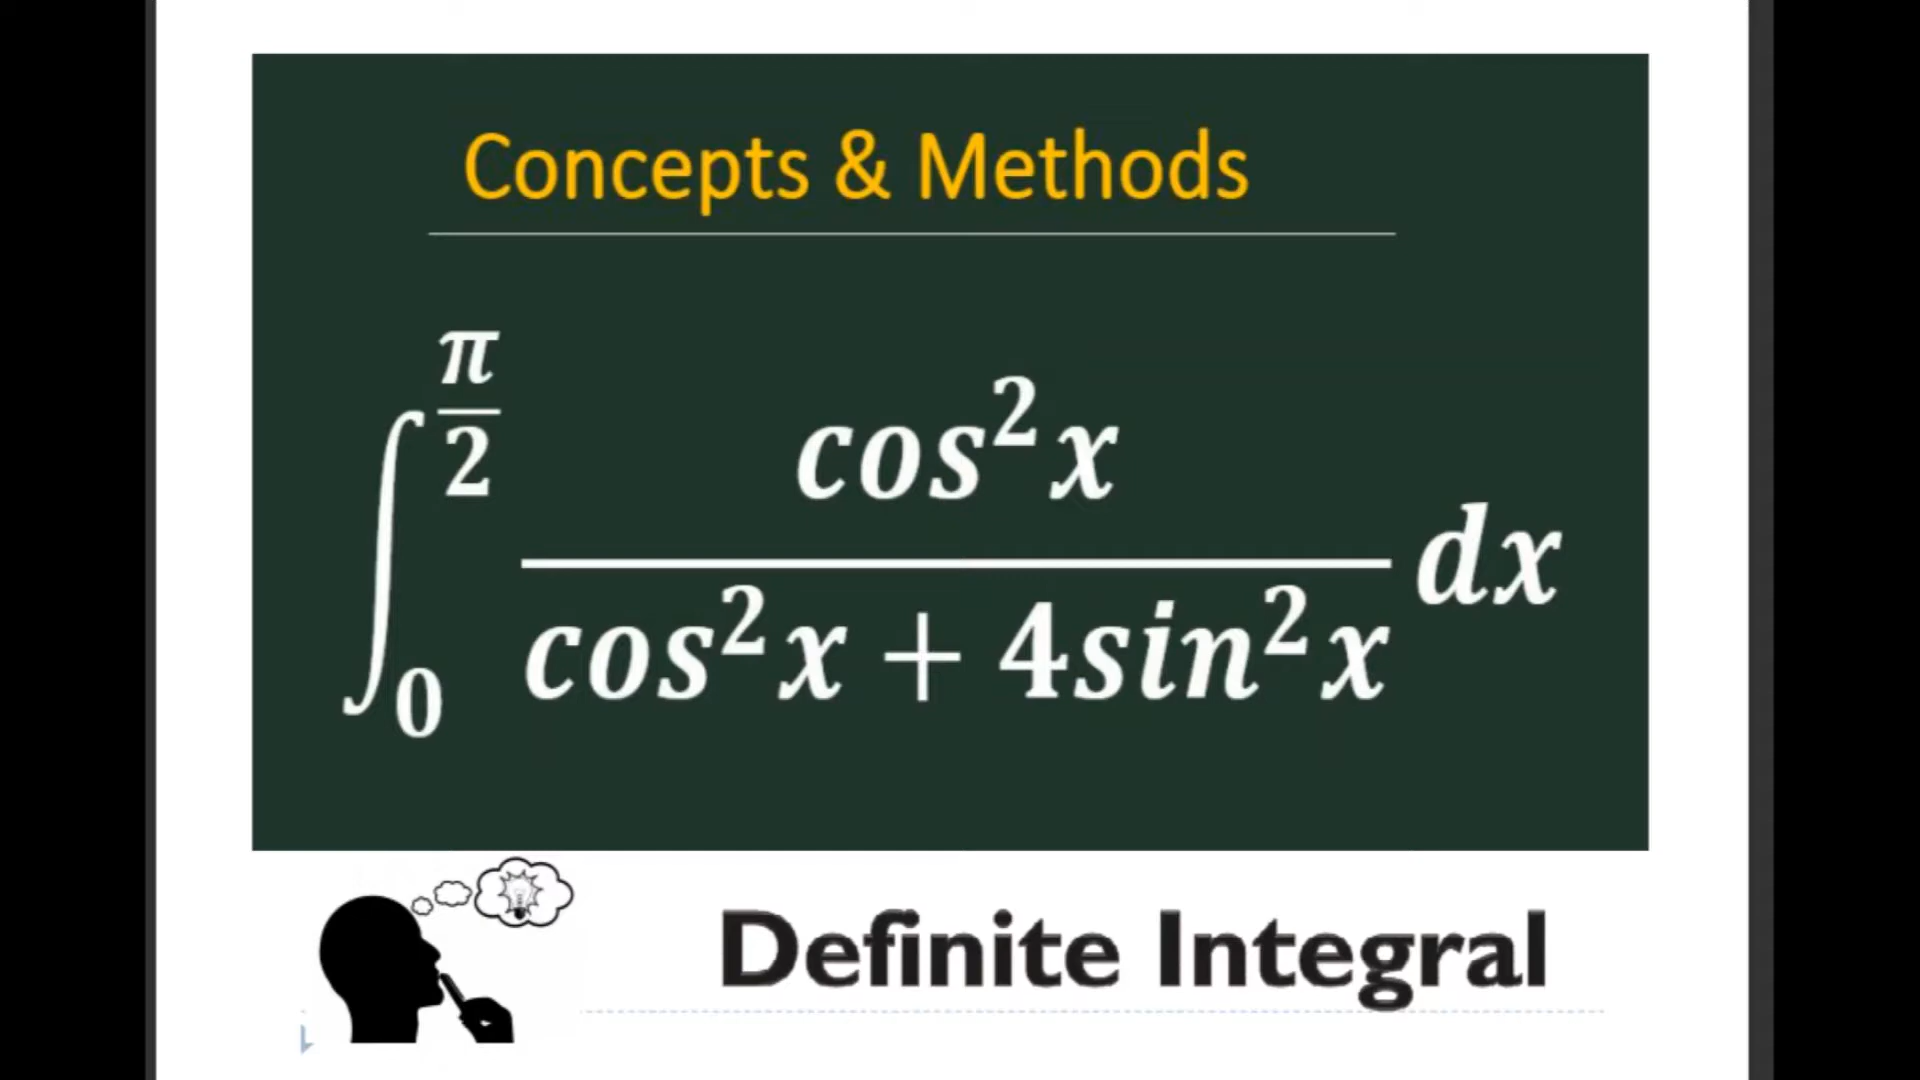 Concepts & Methods
∫₀^(π/2) cos²x / (cos²x + 4sin²x) dx
Definite Integral